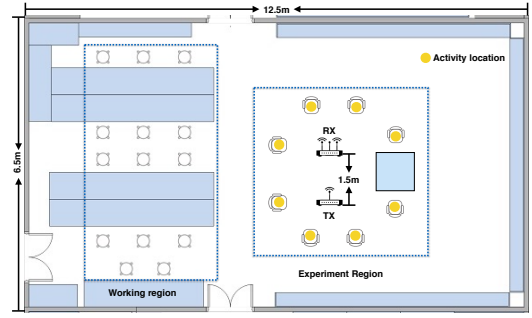 12.5m
Activity location
RX
6.5m
1.5m
TX
Experiment Region
Working region